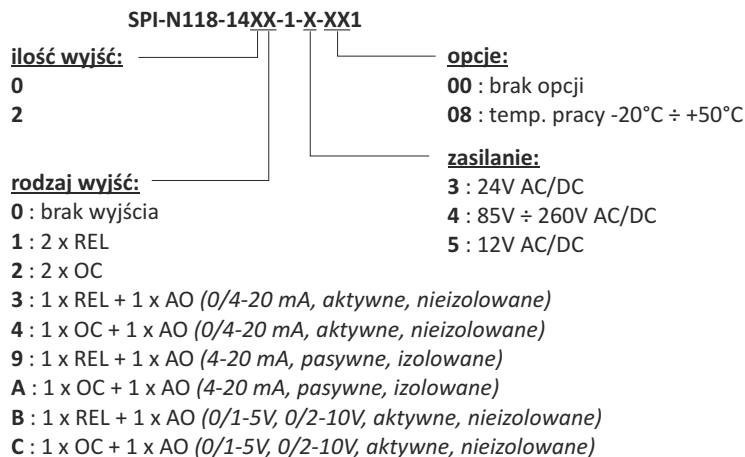 SPI-N118-14XX-1-X-XX1
ilość wyjść:
0
2
rodzaj wyjść:
0 : brak wyjścia
1 : 2 x REL
2 : 2 x OC
3 : 1 x REL + 1 x AO (0/4-20 mA, aktywne, nieizolowane)
4 : 1 x OC + 1 x AO (0/4-20 mA, aktywne, nieizolowane)
9 : 1 x REL + 1 x AO (4-20 mA, pasywne, izolowane)
A : 1 x OC + 1 x AO (4-20 mA, pasywne, izolowane)
B : 1 x REL + 1 x AO (0/1-5V, 0/2-10V, aktywne, nieizolowane)
C : 1 x OC + 1 x AO (0/1-5V, 0/2-10V, aktywne, nieizolowane)
opcje:
00 : brak opcji
08 : temp. pracy -20°C ÷ +50°C
zasilanie:
3 : 24V AC/DC
4 : 85V ÷ 260V AC/DC
5 : 12V AC/DC